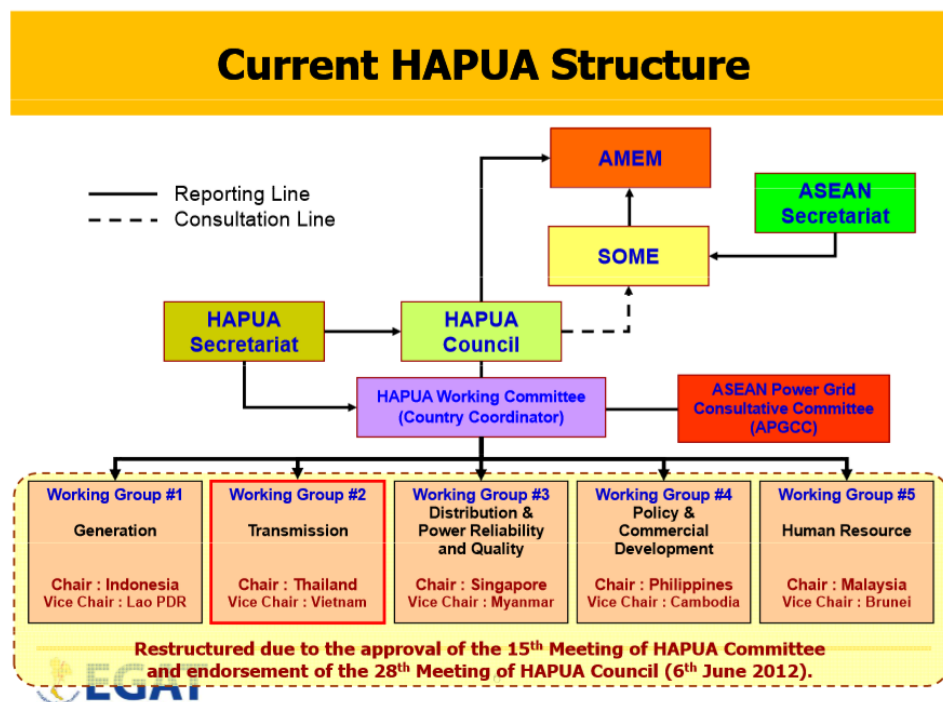 Current HAPUA Structure
Reporting Line
Consultation Line
AMEM
ASEAN
Secretariat
SOME
HAPUA
Secretariat
HAPUA
Council
HAPUA Working Committee
(Country Coordinator)
ASEAN Power Grid
Consultative Committee
(APGCC)
Working Group #1
Generation
Chair : Indonesia
Vice Chair : Lao PDR
Working Group #2
Transmission
Chair : Thailand
Vice Chair : Vietnam
Working Group #3
Distribution &
Power Reliability
and Quality
Chair : Singapore
Vice Chair : Myanmar
Working Group #4
Policy &
Commercial
Development
Chair : Philippines
Vice Chair : Cambodia
Working Group #5
Human Resource
Chair : Malaysia
Vice Chair : Brunei
Restructured due to the approval of the 15th Meeting of HAPUA Committee
and endorsement of the 28th Meeting of HAPUA Council (6th June 2012).
EGAT